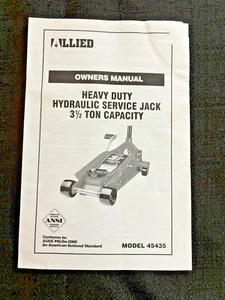 ALLIED
OWNERS MANUAL
HEAVY DUTY
HYDRAULIC SERVICE JACK
3½ TON CAPACITY
ANSI
Conforms to:
ASME PALDe-2000
An American National Standard
MODEL 45435